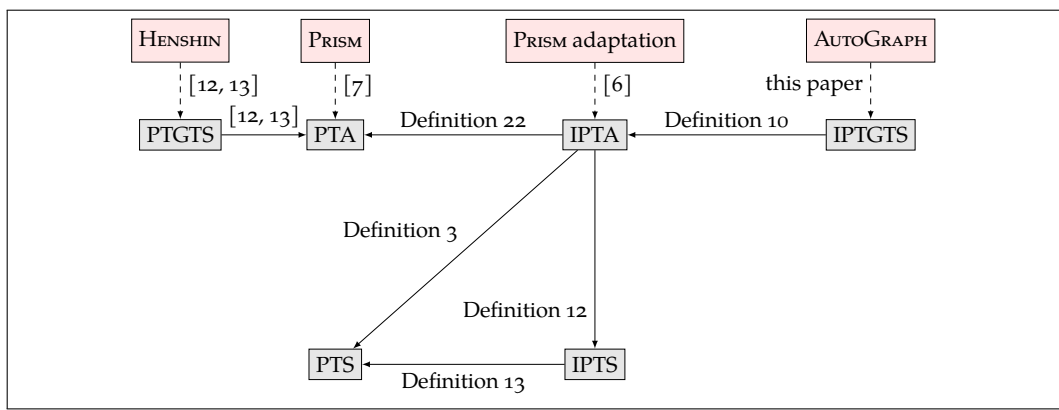 HENSHIN
PRISM
PRISM adaptation
AUTOGRAPH
[12, 13]
[7]
[6]
this paper
[12, 13]
Definition 22
Definition 10
PTGTS
PTA
IPTA
IPTGTS
Definition 3
Definition 12
PTS
IPTS
Definition 13